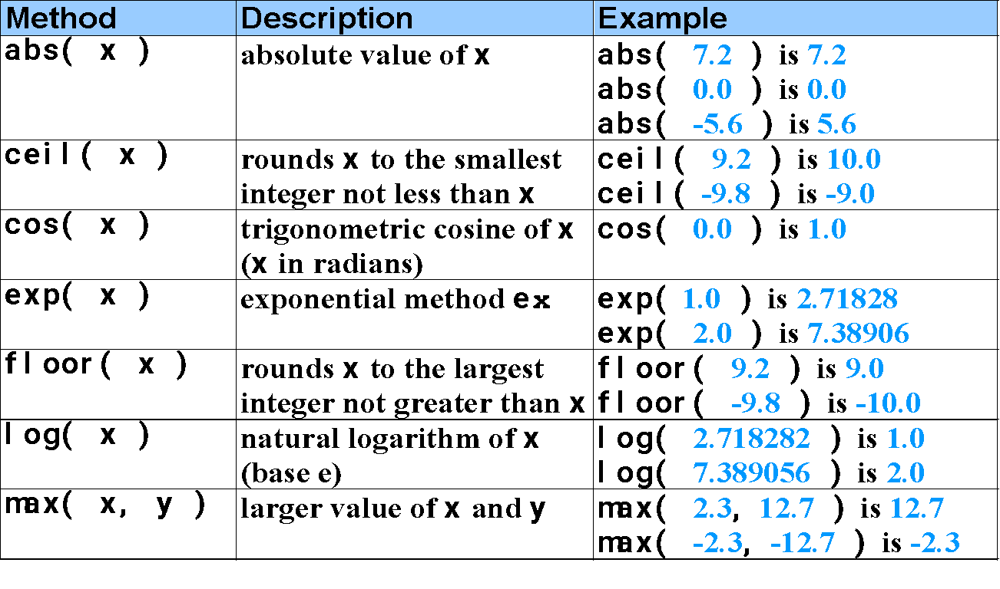 Method Description Example
abs( x ) absolute value of x abs( 7.2 ) is 7.2
abs( 0.0 ) is 0.0
abs( -5.6 ) is 5.6
ceil( x ) rounds x to the smallest ceil( 9.2 ) is 10.0
integer not less than x ceil( -9.8 ) is -9.0
cos( x ) trigonometric cosine of x cos( 0.0 ) is 1.0
(x in radians)
exp( x ) exponential method ex exp( 1.0 ) is 2.71828
exp( 2.0 ) is 7.38906
floor( x ) rounds x to the largest floor( 9.2 ) is 9.0
integer not greater than x floor( -9.8 ) is -10.0
log( x ) natural logarithm of x log( 2.718282 ) is 1.0
(base e) log( 7.389056 ) is 2.0
max( x, y ) larger value of x and y max( 2.3, 12.7 ) is 12.7
max( -2.3, -12.7 ) is -2.3